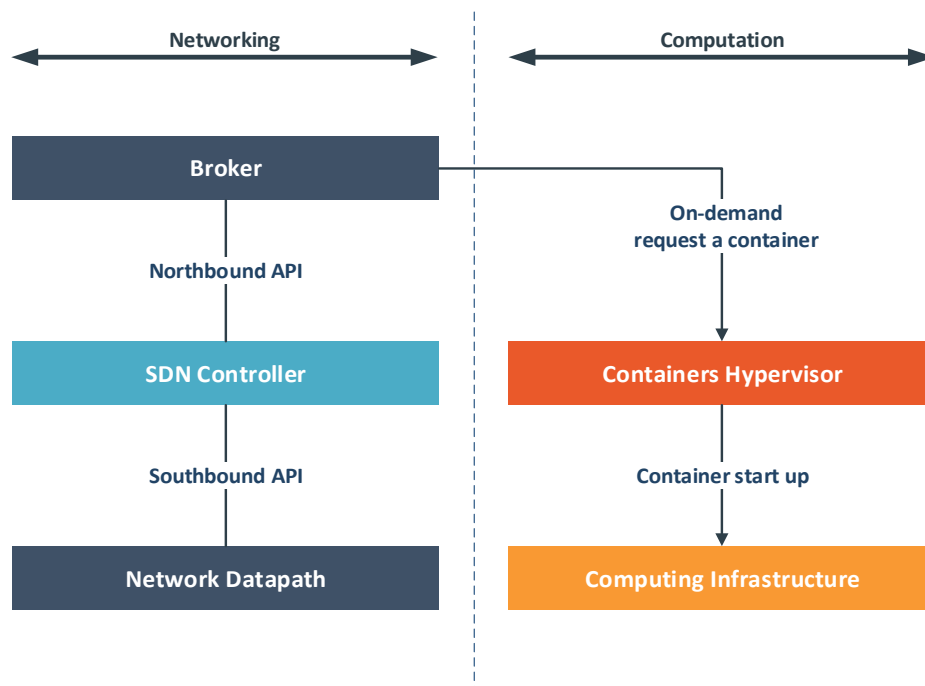 Networking
Computation
Broker
On-demand
request a container
Northbound API
SDN Controller
Containers Hypervisor
Southbound API
Container start up
Network Datapath
Computing Infrastructure